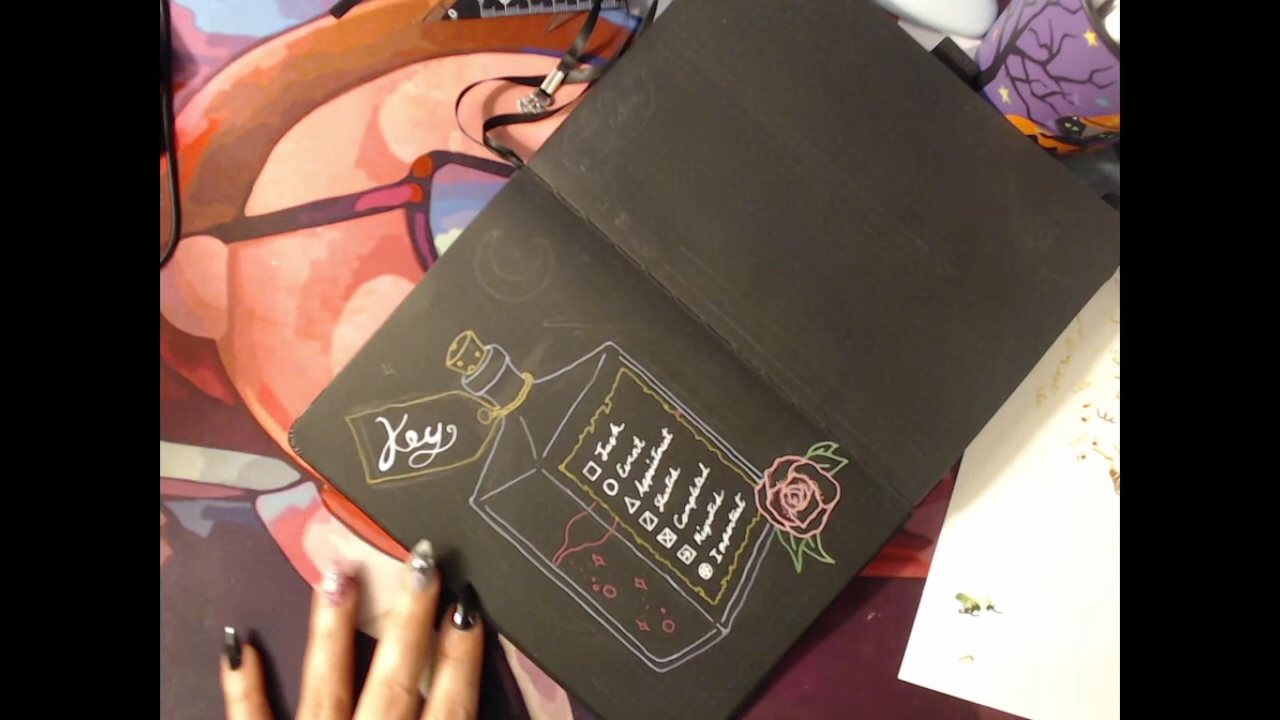 Key
Task
Event
Appointment
Started
Completed
Migrated
Important